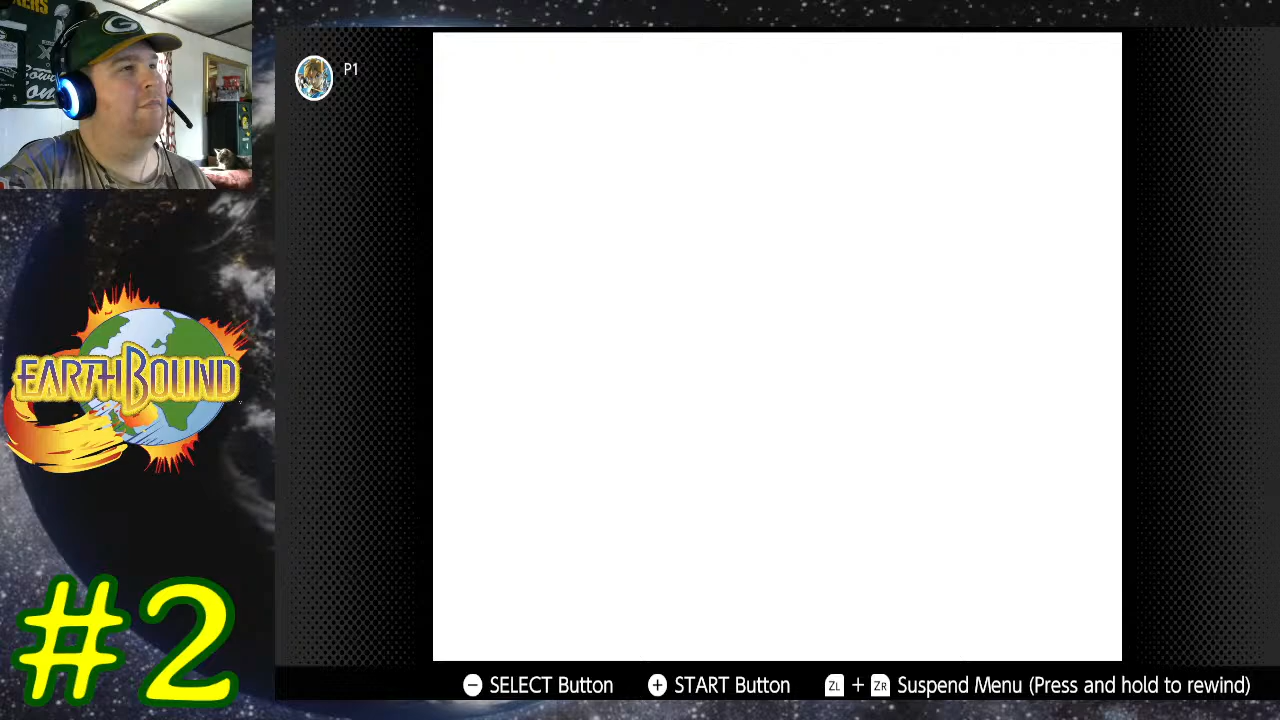 P1
EARTHBOUND
#2
SELECT Button
START Button
ZL + ZR Suspend Menu (Press and hold to rewind)